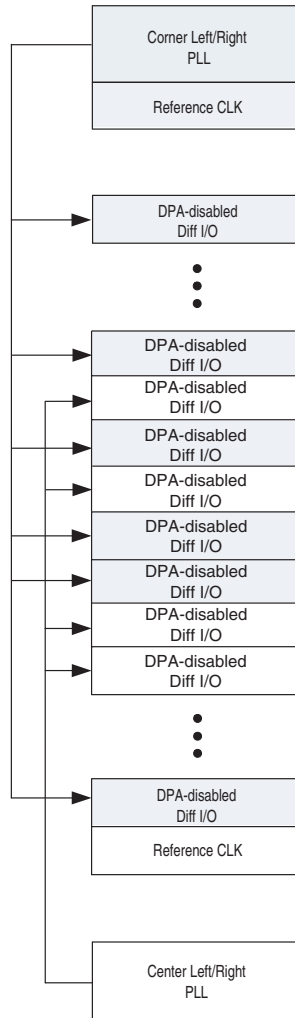 Corner Left/Right
PLL
Reference CLK
DPA-disabled
Diff I/O
DPA-disabled
Diff I/O
DPA-disabled
Diff I/O
DPA-disabled
Diff I/O
DPA-disabled
Diff I/O
DPA-disabled
Diff I/O
DPA-disabled
Diff I/O
DPA-disabled
Diff I/O
DPA-disabled
Diff I/O
DPA-disabled
Diff I/O
Reference CLK
Center Left/Right
PLL